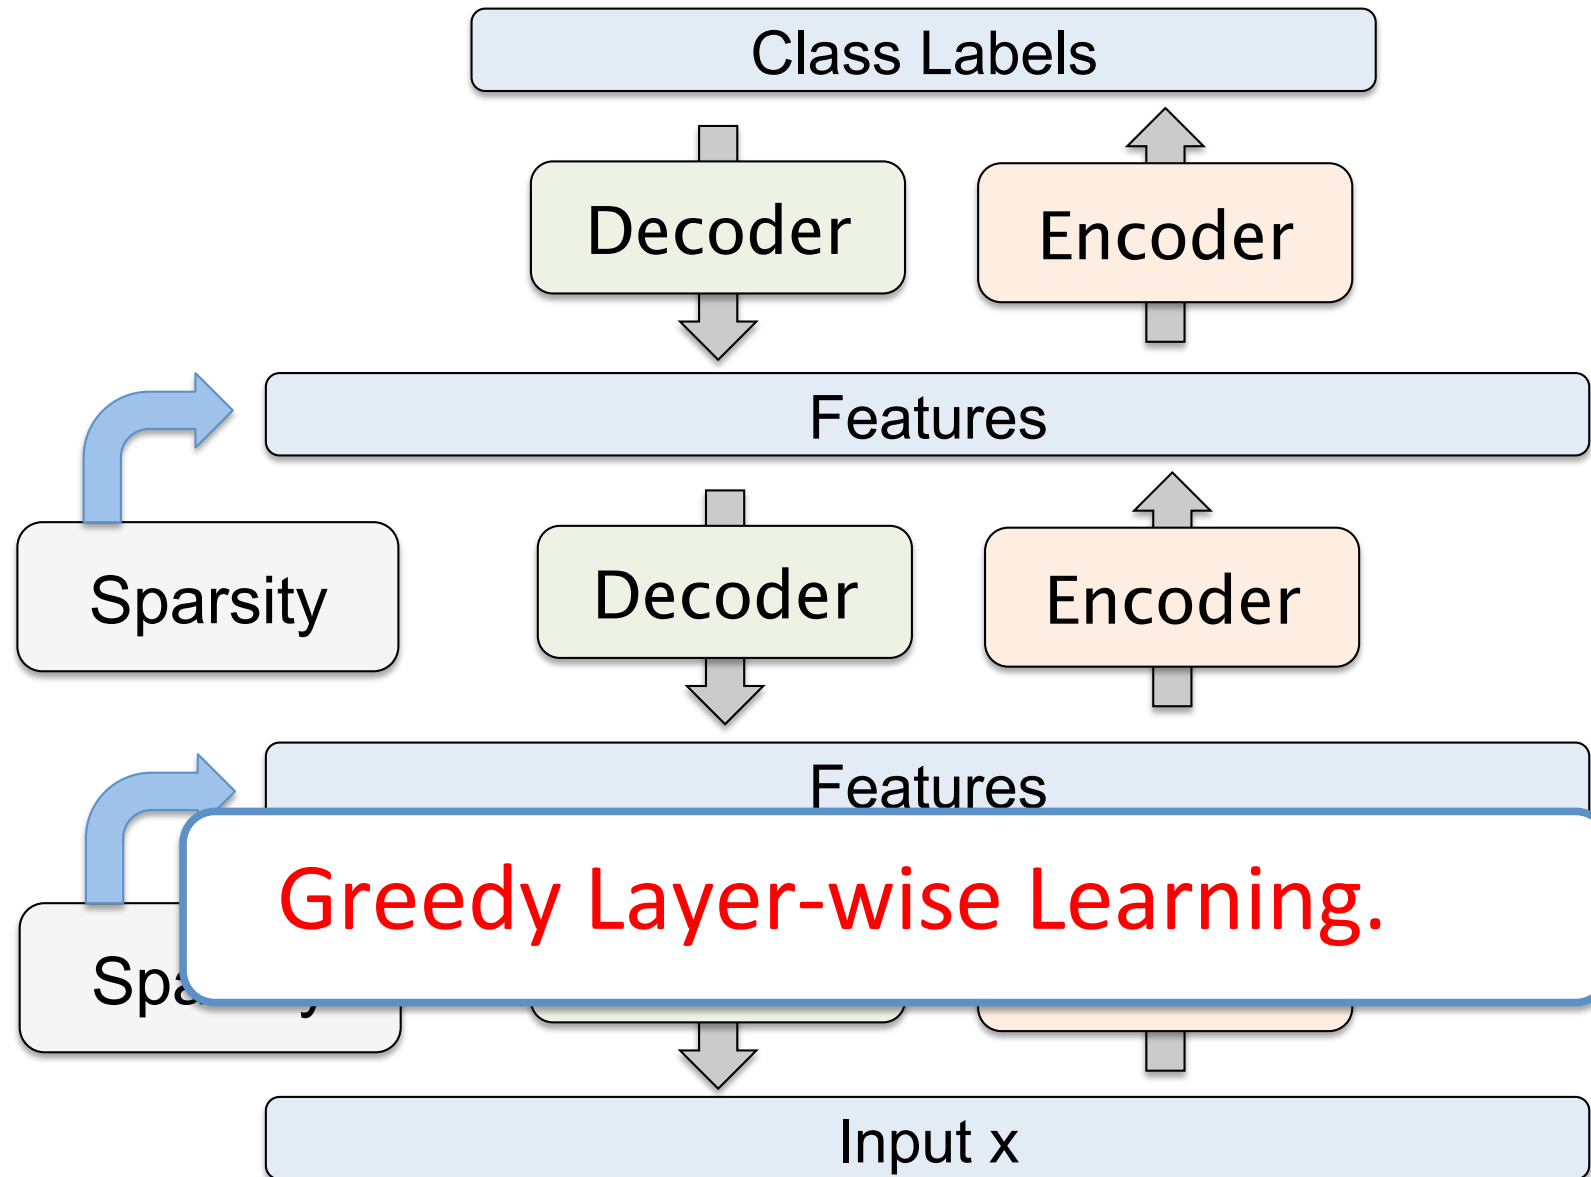 Class Labels
Decoder
Encoder
Features
Sparsity
Decoder
Encoder
Features
Greedy Layer-wise Learning.
Input x